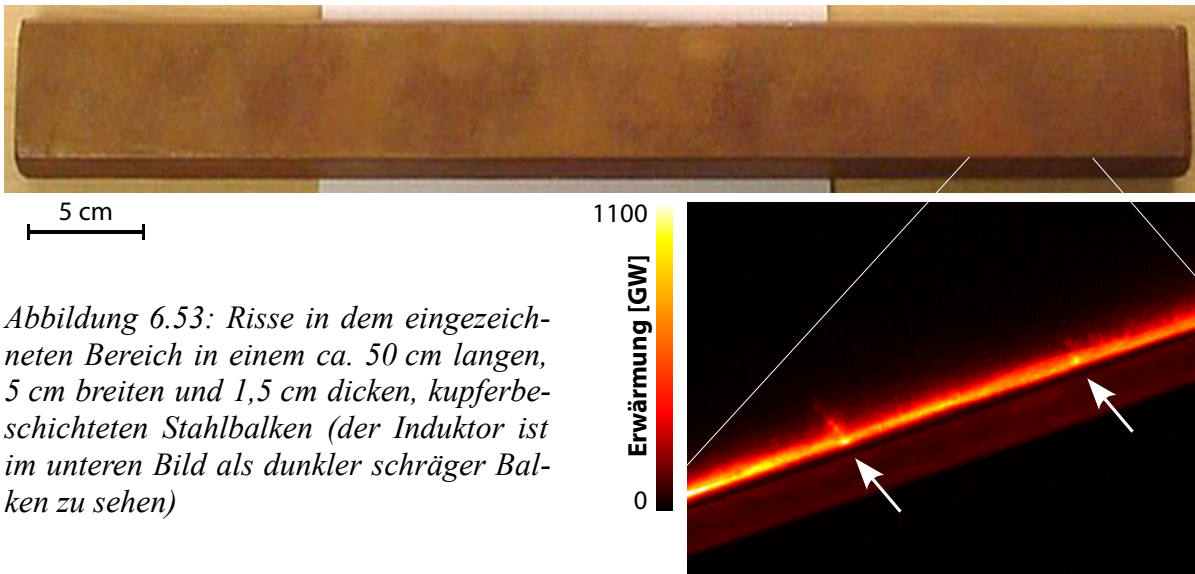 5 cm
1100
Erwärmung [GW]
0
Abbildung 6.53: Risse in dem eingezeich-
neten Bereich in einem ca. 50 cm langen,
5 cm breiten und 1,5 cm dicken, kupferbe-
schichteten Stahlbalken (der Induktor ist
im unteren Bild als dunkler schräger Bal-
ken zu sehen)